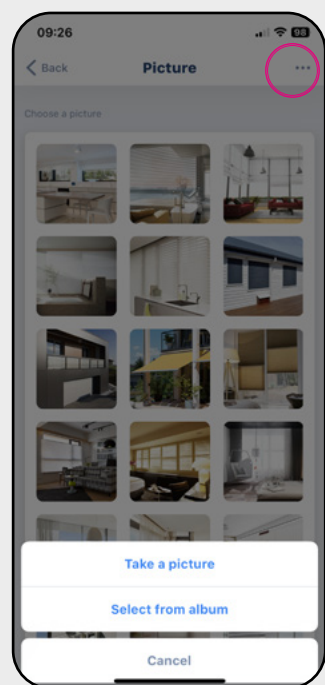 09:26
98
Back
Picture
...
Choose a picture
Take a picture
Select from album
Cancel